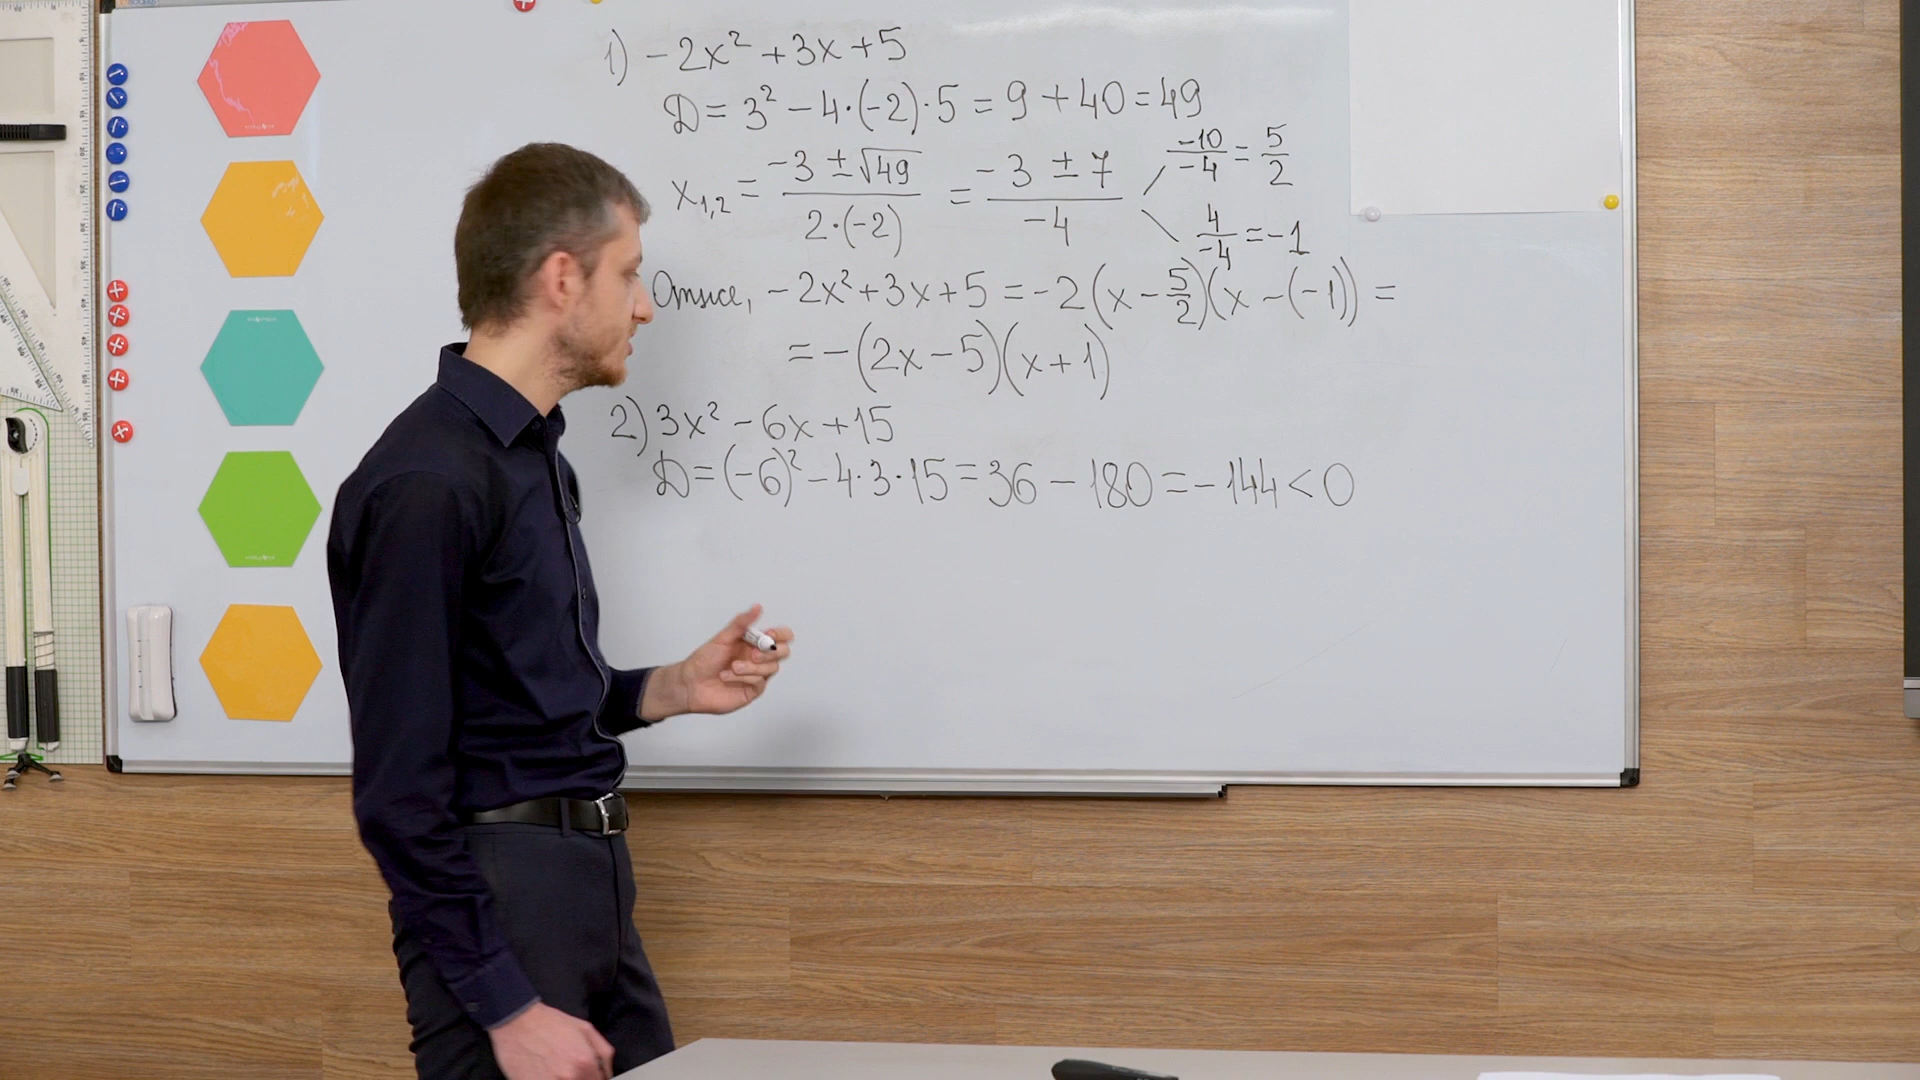 1) -2x² + 3x + 5
D = 3² - 4·(-2)·5 = 9 + 40 = 49
x₁,₂ = (-3 ± √49)/(2·(-2)) = (-3 ± 7)/(-4)
-10/-4 = 5/2
4/-4 = -1
Отже, -2x² + 3x + 5 = -2(x - 5/2)(x - (-1)) =
= -(2x - 5)(x + 1)
2) 3x² - 6x + 15
D = (-6)² - 4·3·15 = 36 - 180 = -144 < 0